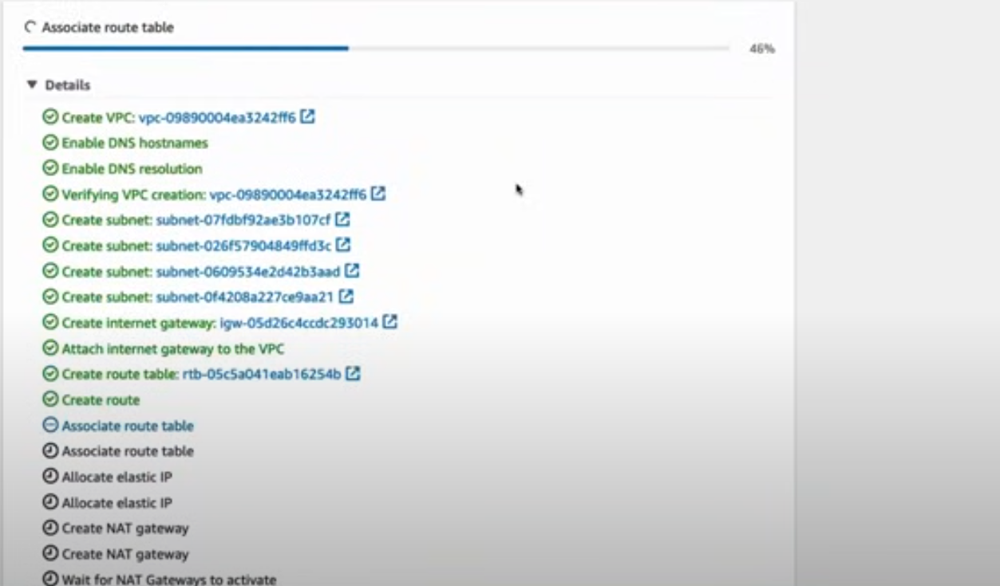 Associate route table
46%
Details
Create VPC: vpc-09890004ea3242ff6
Enable DNS hostnames
Enable DNS resolution
Verifying VPC creation: vpc-09890004ea3242ff6
Create subnet: subnet-07fdbf92ae3b107cf
Create subnet: subnet-026f57904849ffd3c
Create subnet: subnet-0609534e2d42b3aad
Create subnet: subnet-0f4208a227ce9aa21
Create internet gateway: igw-05d26c4ccdc293014
Attach internet gateway to the VPC
Create route table: rtb-05c5a041eab16254b
Create route
Associate route table
Associate route table
Allocate elastic IP
Allocate elastic IP
Create NAT gateway
Create NAT gateway
Wait for NAT Gateways to activate